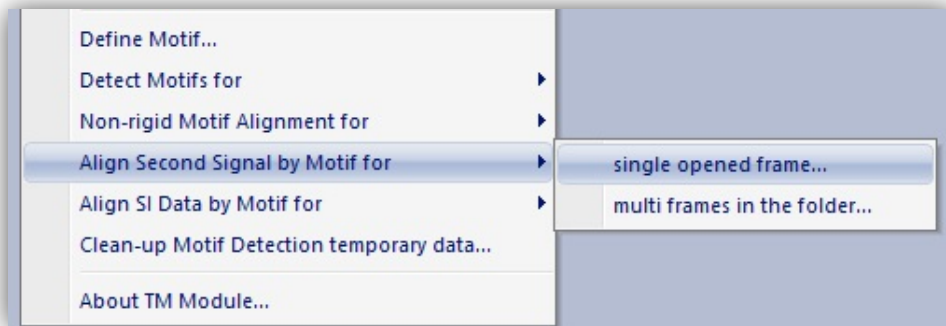 Define Motif...
Detect Motifs for
Non-rigid Motif Alignment for
Align Second Signal by Motif for
single opened frame...
Align SI Data by Motif for
multi frames in the folder...
Clean-up Motif Detection temporary data...
About TM Module...